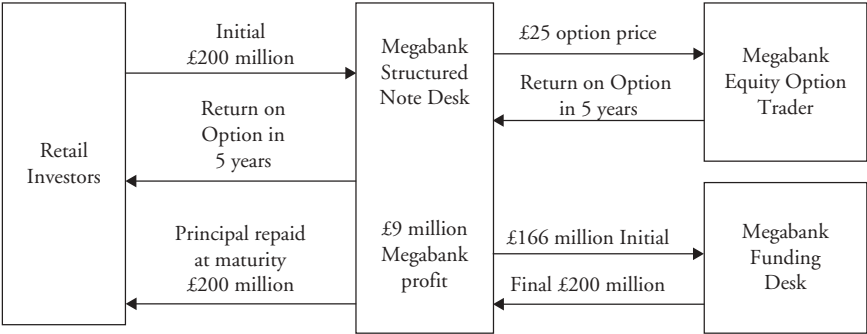 Retail
Investors
Initial
£200 million
Return on
Option in
5 years
Principal repaid
at maturity
£200 million
Megabank
Structured
Note Desk
£9 million
Megabank
profit
£25 option price
Return on Option
in 5 years
£166 million Initial
Final £200 million
Megabank
Equity Option
Trader
Megabank
Funding
Desk